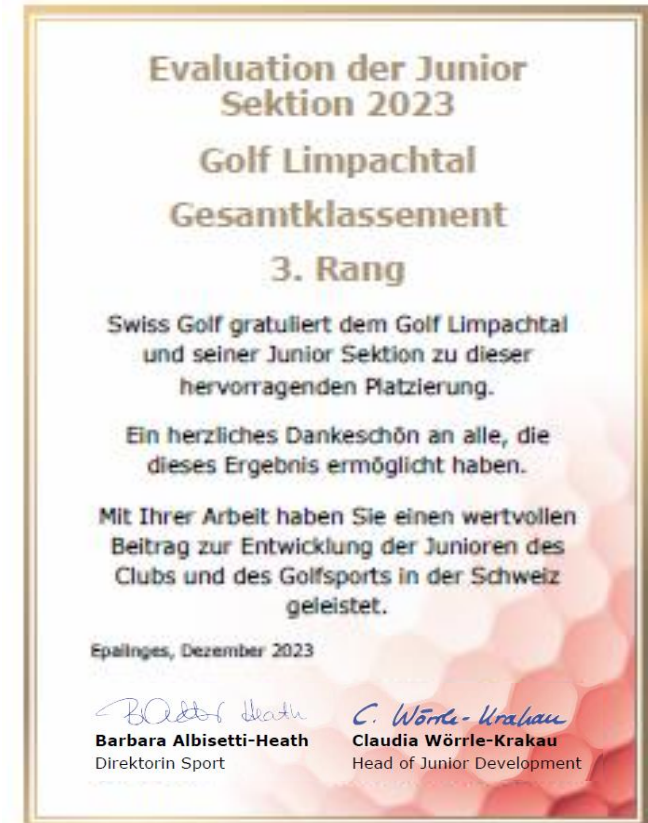 Evaluation der Junior
Sektion 2023
Golf Limpachtal
Gesamtklassement
3. Rang
Swiss Golf gratuliert dem Golf Limpachtal
und seiner Junior Sektion zu dieser
hervorragenden Platzierung.
Ein herzliches Dankeschön an alle, die
dieses Ergebnis ermöglicht haben.
Mit Ihrer Arbeit haben Sie einen wertvollen
Beitrag zur Entwicklung der Junioren des
Clubs und des Golfsports in der Schweiz
geleistet.
Epalinges, Dezember 2023
Heath C. Wörrle-Krakau
Barbara Albisetti-Heath Claudia Wörrle-Krakau
Direktorin Sport Head of Junior Development